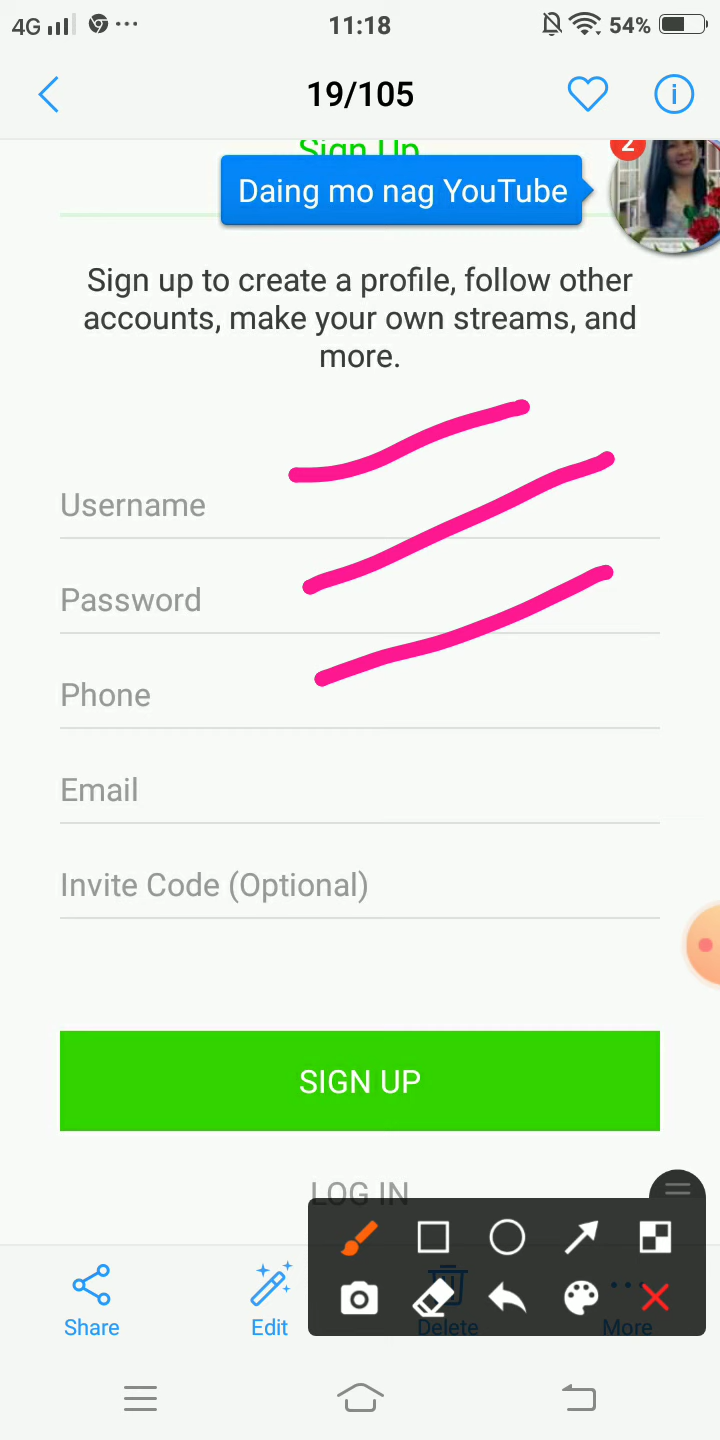 4G
11:18
54%
19/105
Sign Up
2
Daing mo nag YouTube
Sign up to create a profile, follow other
accounts, make your own streams, and
more.
Username
Password
Phone
Email
Invite Code (Optional)
SIGN UP
LOG IN
Share
Edit
Delete
More